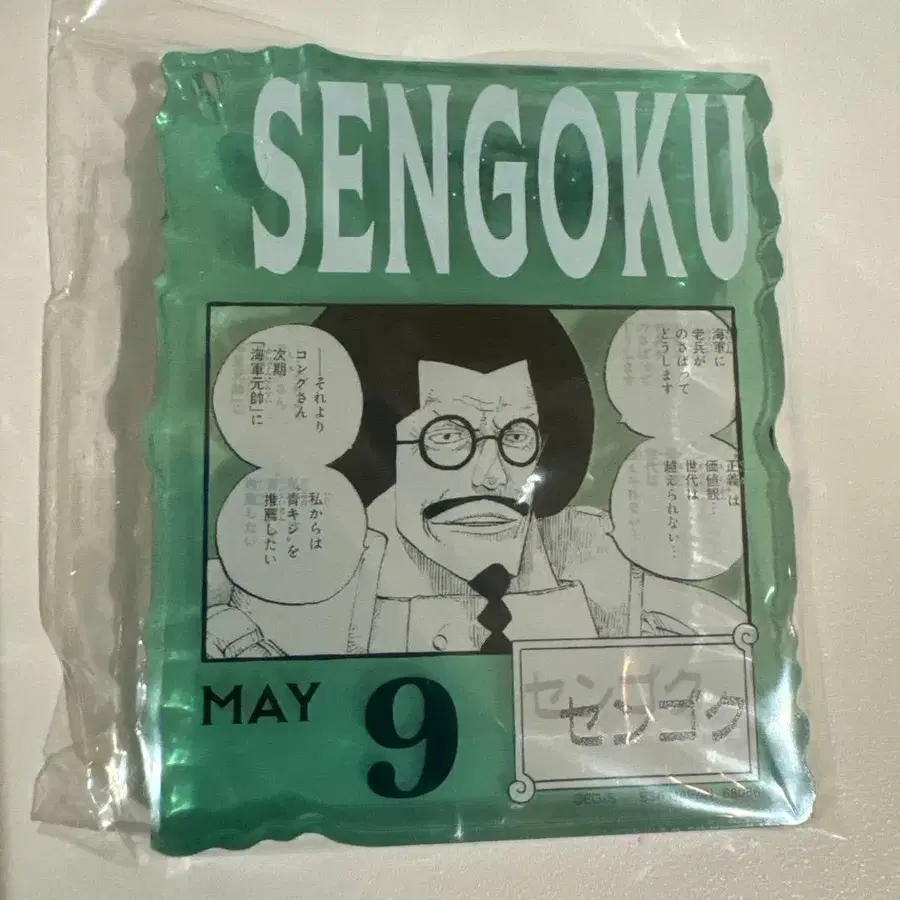 SENGOKU
海軍に
老兵が
のさばって
どうします
正義は
価値観…
世代は
越えられない…
――それより
コングさん
次期
「海軍元帥」に
私からは
"青キジ"を
推薦したい
MAY 9
センゴク